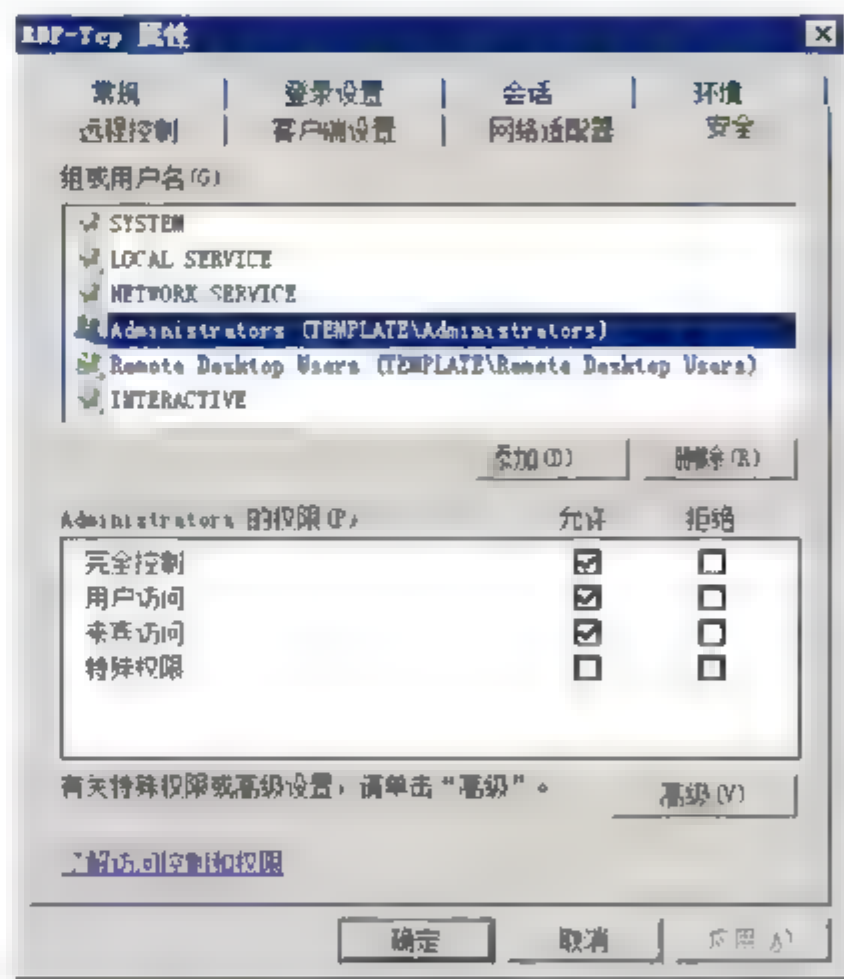 RDP-Tcp 属性
常规 登录设置 会话 环境
远程控制 客户端设置 网络适配器 安全
组或用户名(G)
SYSTEM
LOCAL SERVICE
NETWORK SERVICE
Administrators (TEMPLATE\Administrators)
Remote Desktop Users (TEMPLATE\Remote Desktop Users)
INTERACTIVE
添加(D) 删除(R)
Administrators 的权限(P) 允许 拒绝
完全控制
用户访问
来宾访问
特殊权限
有关特殊权限或高级设置，请单击“高级”。 高级(V)
了解访问控制和权限
确定 取消 应用(A)